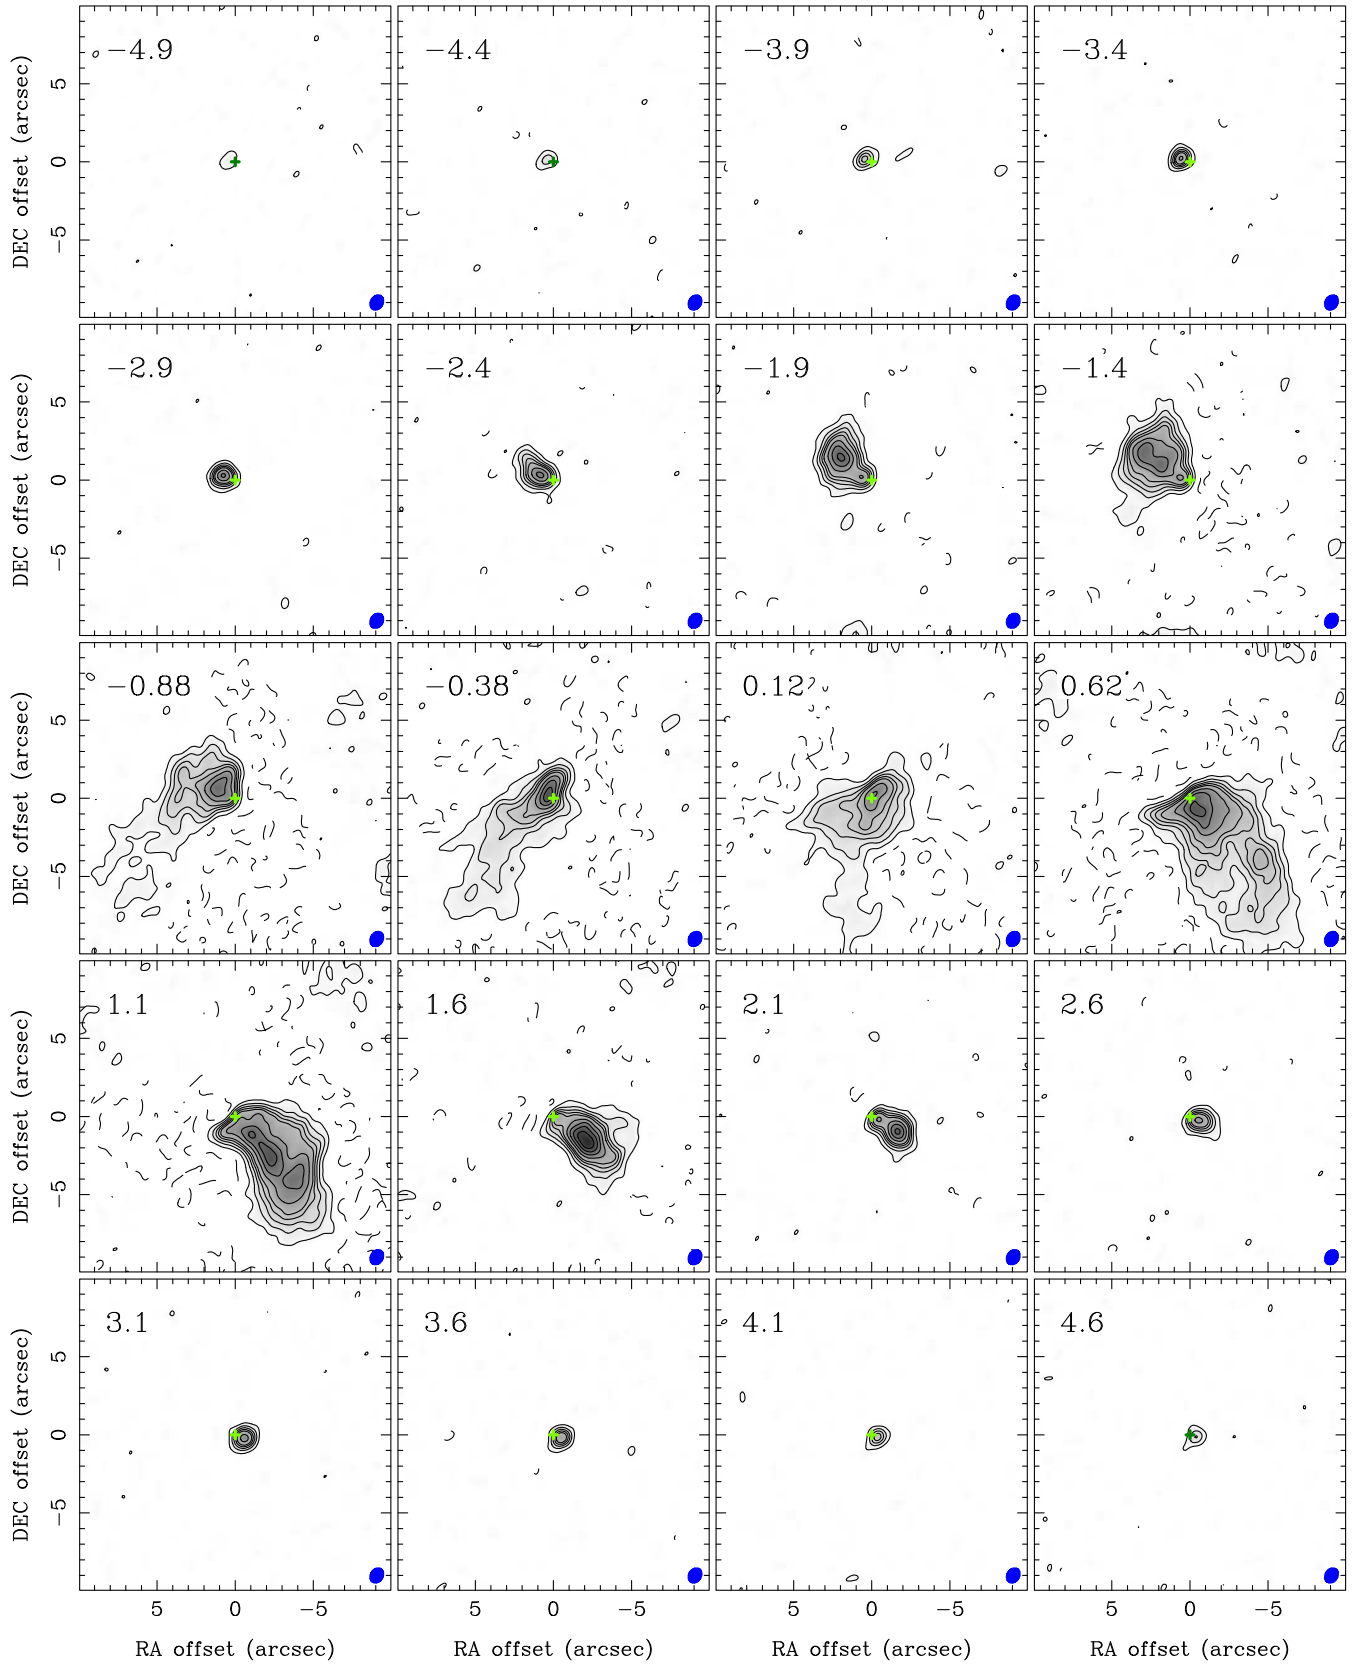 −4.9 −4.4 −3.9 −3.4
5
0
−5
DEC offset (arcsec)
−2.9 −2.4 −1.9 −1.4
5
0
−5
DEC offset (arcsec)
−0.88 −0.38 0.12 0.62
5
0
−5
DEC offset (arcsec)
1.1 1.6 2.1 2.6
5
0
−5
DEC offset (arcsec)
3.1 3.6 4.1 4.6
5
0
−5
DEC offset (arcsec)
5 0 −5 5 0 −5 5 0 −5 5 0 −5
RA offset (arcsec) RA offset (arcsec) RA offset (arcsec) RA offset (arcsec)